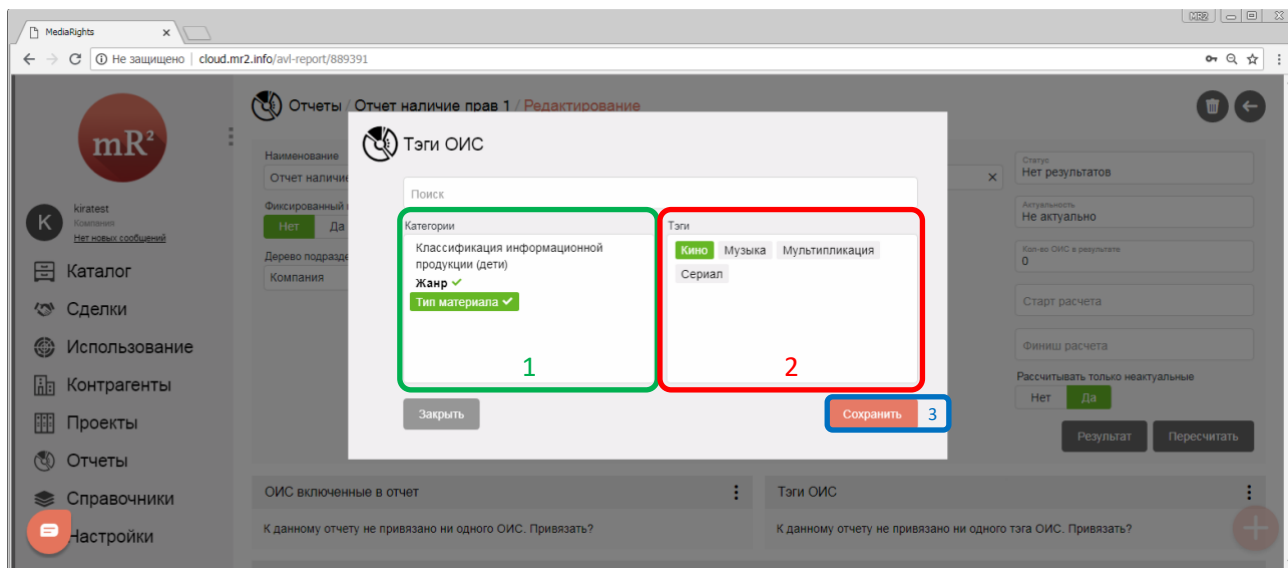 MR2
MediaRights
Не защищено | cloud.mr2.info/avl-report/889391
mR²
Отчеты / Отчет наличие прав 1 / Редактирование
K
kiratest
Компания
Нет новых сообщений
Каталог
Сделки
Использование
Контрагенты
Проекты
Отчеты
Справочники
Настройки
Наименование
Отчет наличие
Фиксированный
Нет Да
Дерево подразде
Компания
Тэги ОИС
Поиск
Категории
Классификация информационной
продукции (дети)
Жанр
Тип материала
1
Тэги
Кино Музыка Мультипликация
Сериал
2
Закрыть
Сохранить 3
Статус
Нет результатов
Актуальность
Не актуально
Кол-во ОИС в результате
0
Старт расчета
Финиш расчета
Рассчитывать только неактуальные
Нет Да
Результат Пересчитать
ОИС включенные в отчет
К данному отчету не привязано ни одного ОИС. Привязать?
Тэги ОИС
К данному отчету не привязано ни одного тэга ОИС. Привязать?